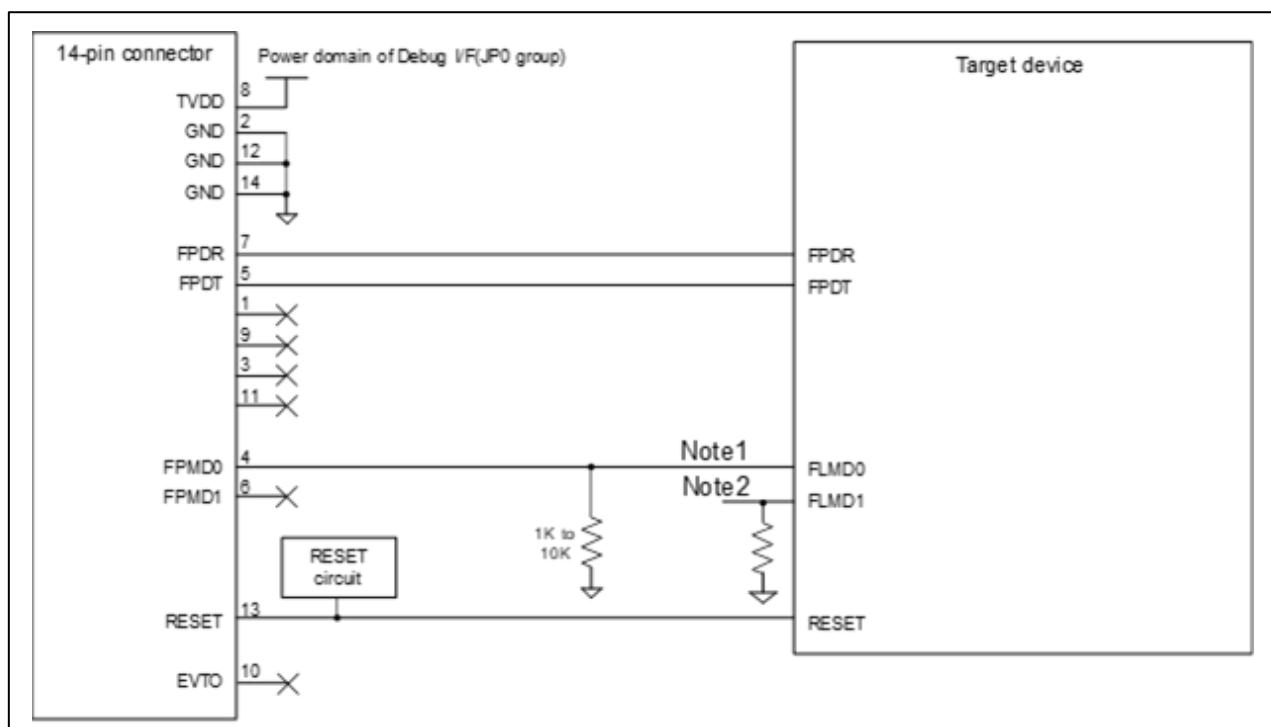 14-pin connector
Power domain of Debug I/F(JP0 group)
Target device
TVDD 8
GND 2
GND 12
GND 14
FPDR 7 FPDR
FPDT 5 FPDT
1
9
3
11
FPMD0 4 Note1 FLMD0
FPMD1 6 Note2 FLMD1
1K to
10K
RESET
circuit
RESET 13 RESET
EVTO 10